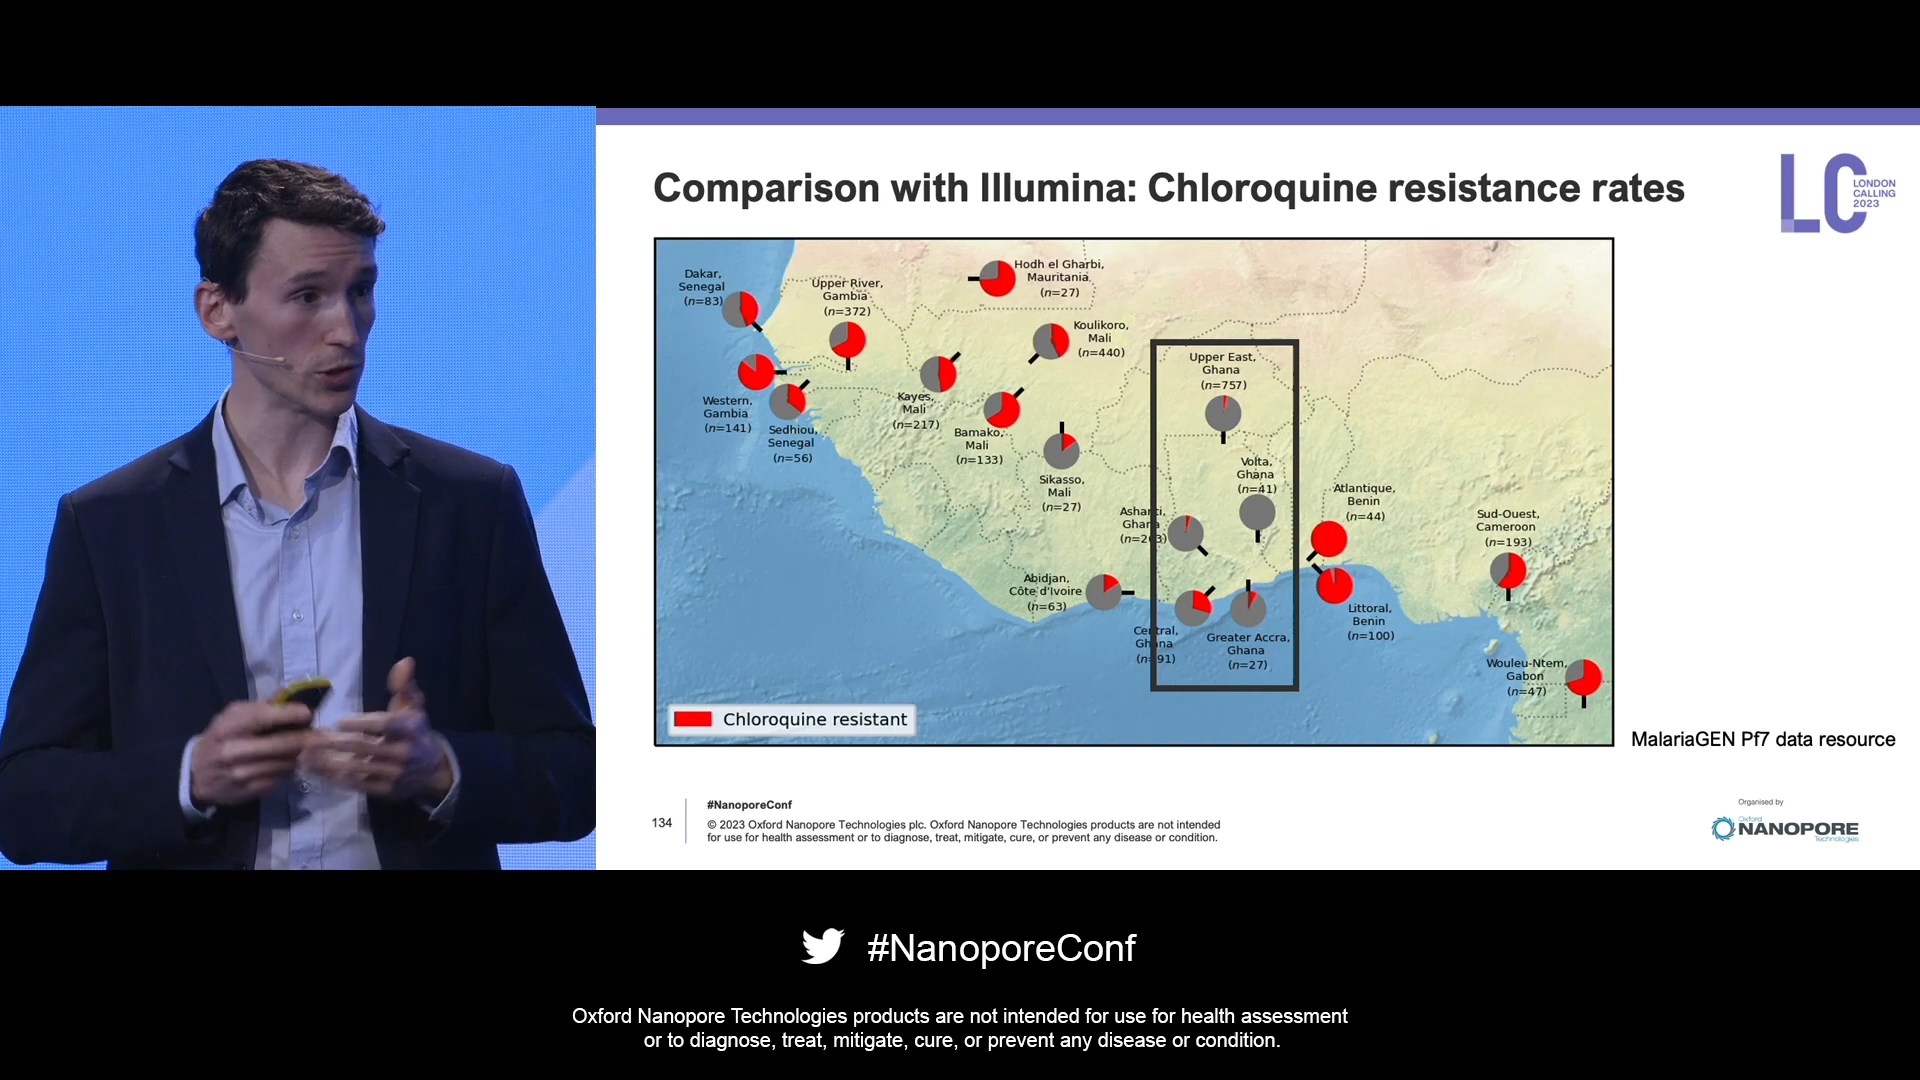 Comparison with Illumina: Chloroquine resistance rates
LONDON
CALLING
2023
LC
Dakar,
Senegal
(n=83)
Upper River,
Gambia
(n=372)
Hodh el Gharbi,
Mauritania
(n=27)
Koulikoro,
Mali
(n=440)
Western,
Gambia
(n=141)
Sedhiou,
Senegal
(n=56)
Kayes,
Mali
(n=217)
Bamako,
Mali
(n=133)
Sikasso,
Mali
(n=27)
Upper East,
Ghana
(n=757)
Volta,
Ghana
(n=41)
Ashanti,
Ghana
Atlantique,
Benin
(n=44)
Sud-Ouest,
Cameroon
(n=193)
Abidjan,
Côte d'Ivoire
(n=63)
Central,
Ghana
(n=91)
Greater Accra,
Ghana
(n=27)
Littoral,
Benin
(n=100)
Wouleu-Ntem,
Gabon
(n=47)
Chloroquine resistant
MalariaGEN Pf7 data resource
134
#NanoporeConf
© 2023 Oxford Nanopore Technologies plc. Oxford Nanopore Technologies products are not intended
for use for health assessment or to diagnose, treat, mitigate, cure, or prevent any disease or condition.
Organised by
Oxford
NANOPORE
Technologies
#NanoporeConf
Oxford Nanopore Technologies products are not intended for use for health assessment
or to diagnose, treat, mitigate, cure, or prevent any disease or condition.